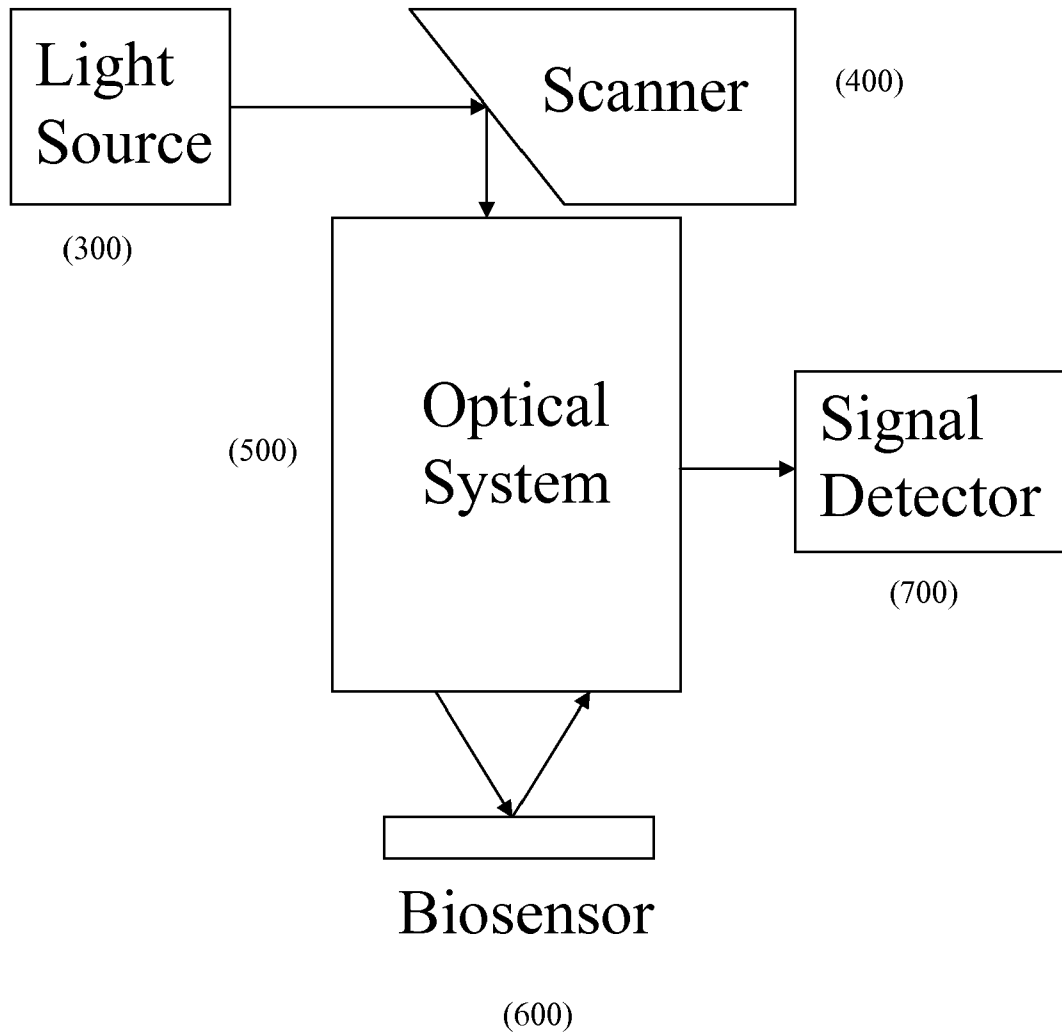 Light
Source
(300)
Scanner
(400)
Optical
System
(500)
Signal
Detector
(700)
Biosensor
(600)